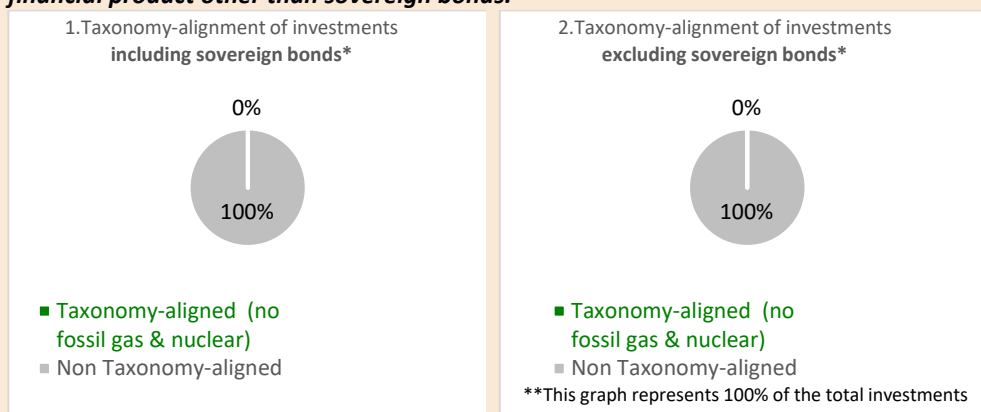 financial product other than sovereign bonds.
1.Taxonomy-alignment of investments
including sovereign bonds*
0%
100%
Taxonomy-aligned (no
fossil gas & nuclear)
Non Taxonomy-aligned
2.Taxonomy-alignment of investments
excluding sovereign bonds*
0%
100%
Taxonomy-aligned (no
fossil gas & nuclear)
Non Taxonomy-aligned
**This graph represents 100% of the total investments